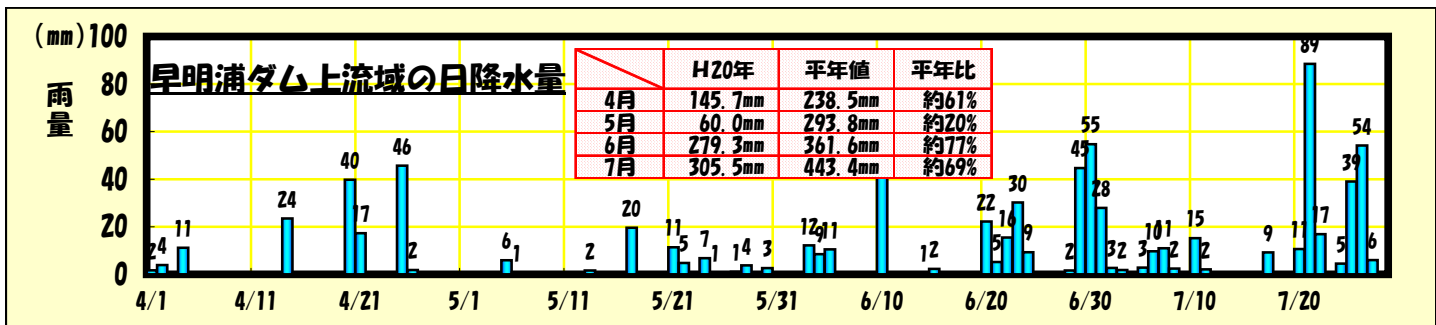 (mm)
100
80
60
40
20
0
雨量
早明浦ダム上流域の日降水量
H20年 平年値 平年比
4月 145.7mm 238.5mm 約61%
5月 60.0mm 293.8mm 約20%
6月 279.3mm 361.6mm 約77%
7月 305.5mm 443.4mm 約69%
2 4 11 24 40 17 46 2 6 1 2 20 11 5 7 1 1 4 3 12 9 11 1 2 22 5 16 30 9 2 45 55 28 3 2 3 10 11 2 15 2 9 11 89 17 5 39 54 6
4/1 4/11 4/21 5/1 5/11 5/21 5/31 6/10 6/20 6/30 7/10 7/20